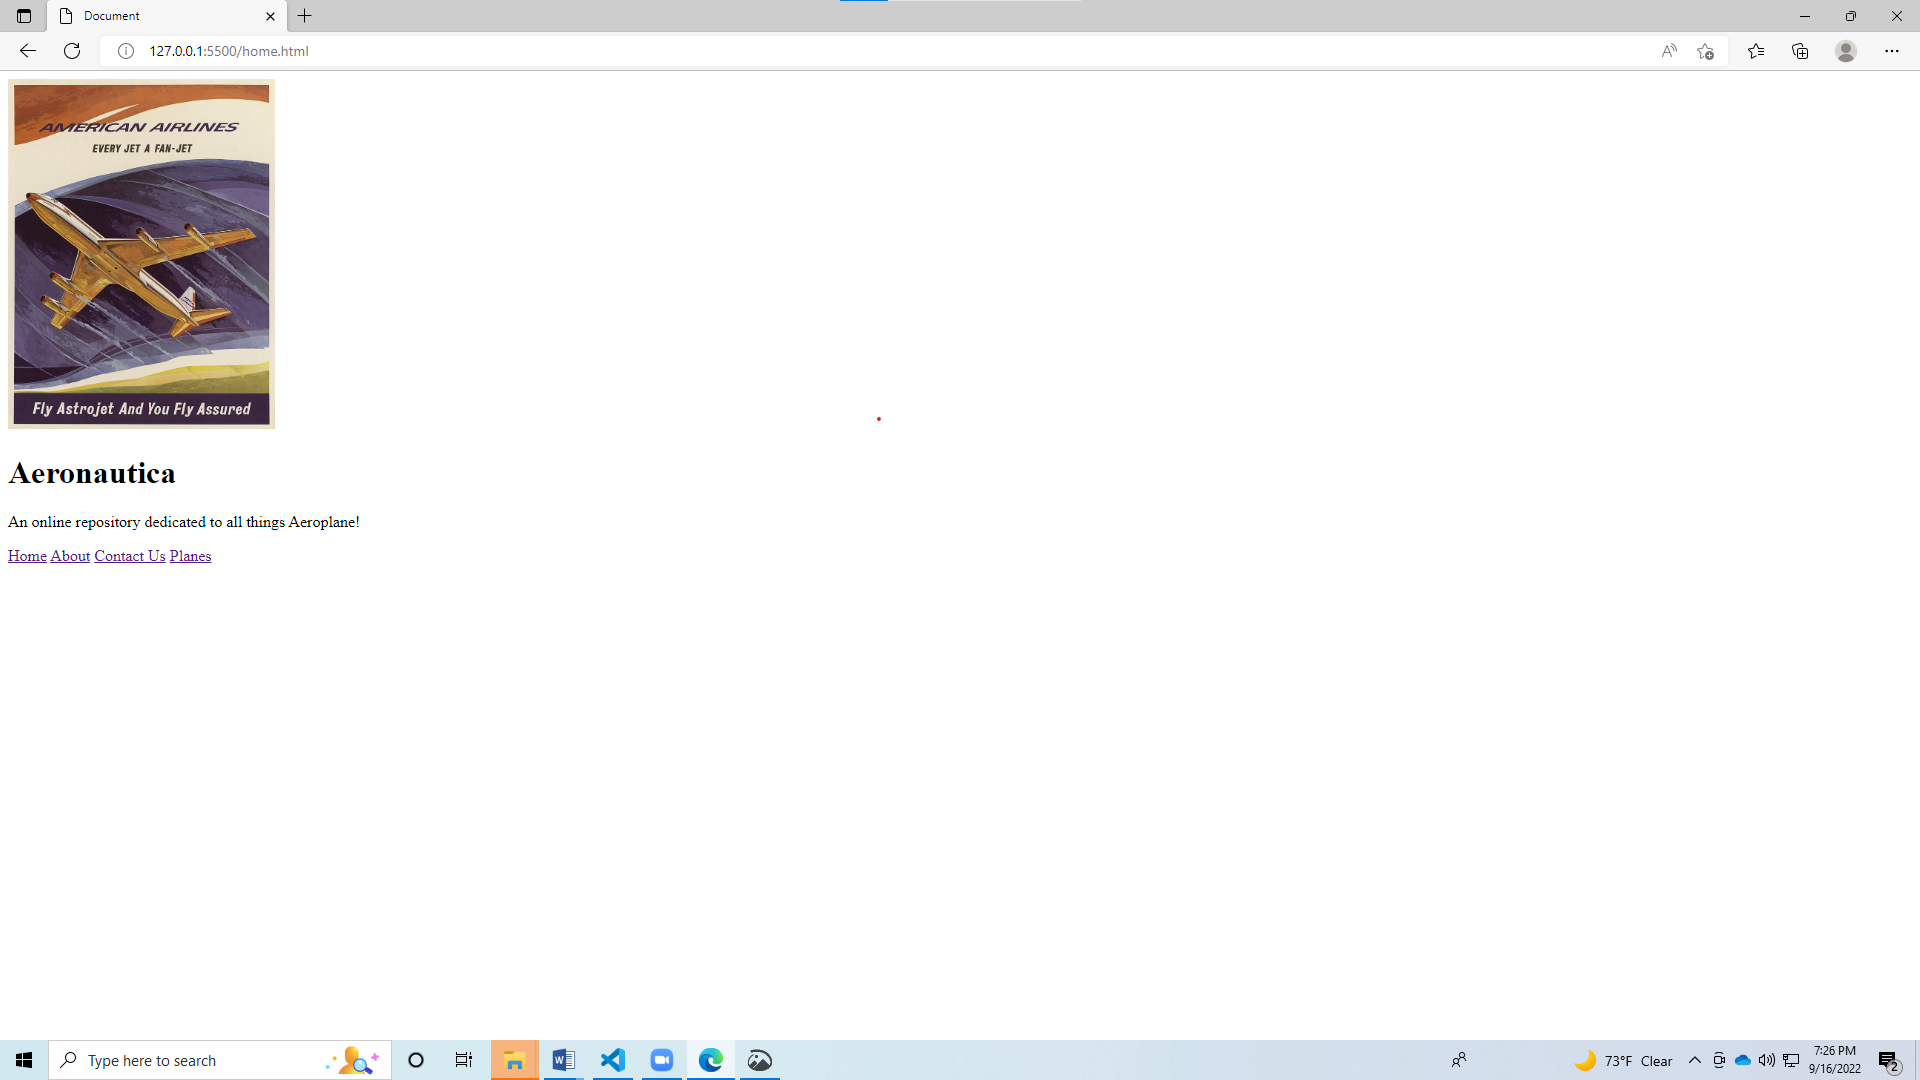 Document
127.0.0.1:5500/home.html
AMERICAN AIRLINES
EVERY JET A FAN-JET
Fly Astrojet And You Fly Assured
Aeronautica
An online repository dedicated to all things Aeroplane!
Home About Contact Us Planes
Type here to search
73°F Clear
7:26 PM
9/16/2022
2